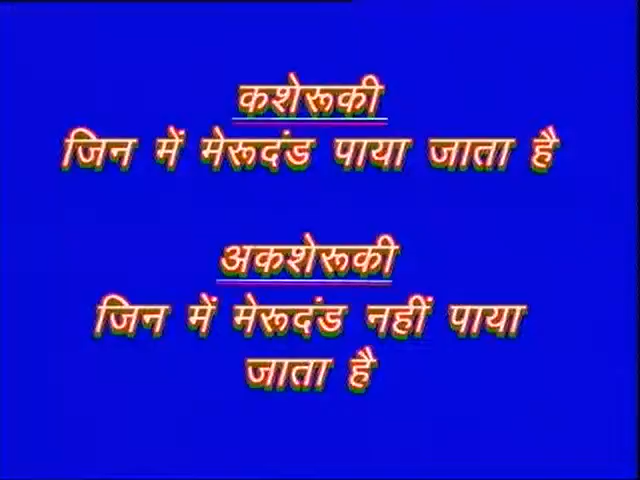 कशेरूकी
जिन में मेरूदंड पाया जाता है
अकशेरूकी
जिन में मेरूदंड नहीं पाया
जाता है